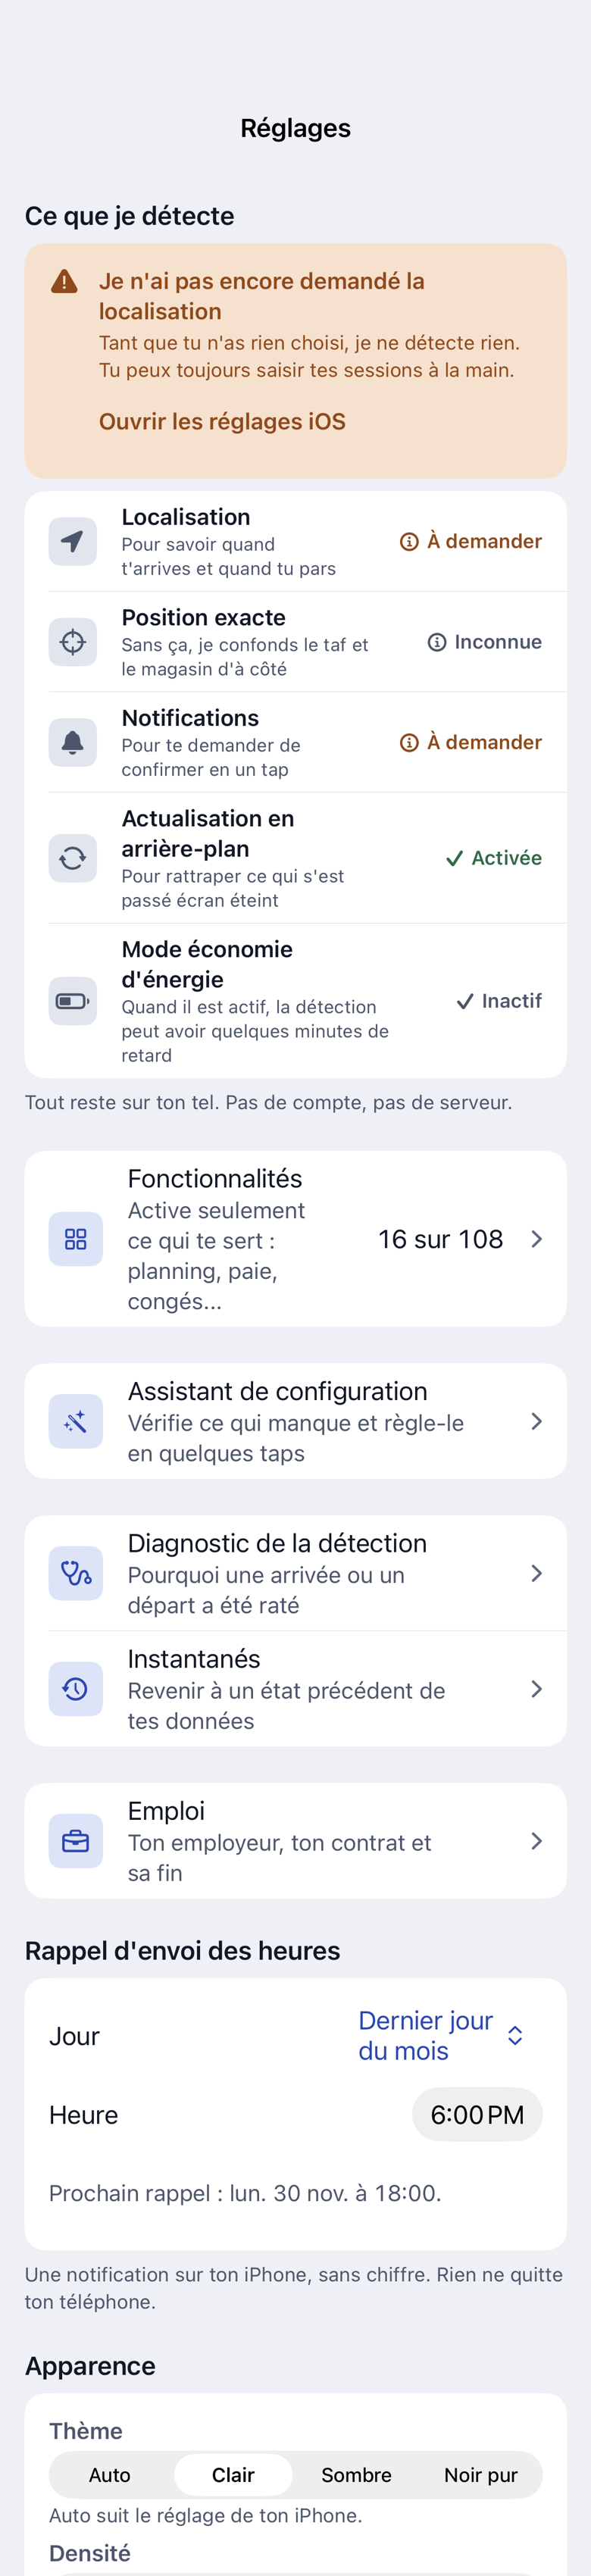 Réglages
Ce que je détecte
Je n'ai pas encore demandé la
localisation
Tant que tu n'as rien choisi, je ne détecte rien.
Tu peux toujours saisir tes sessions à la main.
Ouvrir les réglages iOS
Localisation
Pour savoir quand
t'arrives et quand tu pars
À demander
Position exacte
Sans ça, je confonds le taf et
le magasin d'à côté
Inconnue
Notifications
Pour te demander de
confirmer en un tap
À demander
Actualisation en
arrière-plan
Pour rattraper ce qui s'est
passé écran éteint
Activée
Mode économie
d'énergie
Quand il est actif, la détection
peut avoir quelques minutes de
retard
Inactif
Tout reste sur ton tel. Pas de compte, pas de serveur.
Fonctionnalités
Active seulement
ce qui te sert :
planning, paie,
congés...
16 sur 108
Assistant de configuration
Vérifie ce qui manque et règle-le
en quelques taps
Diagnostic de la détection
Pourquoi une arrivée ou un
départ a été raté
Instantanés
Revenir à un état précédent de
tes données
Emploi
Ton employeur, ton contrat et
sa fin
Rappel d'envoi des heures
Jour
Dernier jour
du mois
Heure
6:00 PM
Prochain rappel : lun. 30 nov. à 18:00.
Une notification sur ton iPhone, sans chiffre. Rien ne quitte
ton téléphone.
Apparence
Thème
Auto
Clair
Sombre
Noir pur
Auto suit le réglage de ton iPhone.
Densité